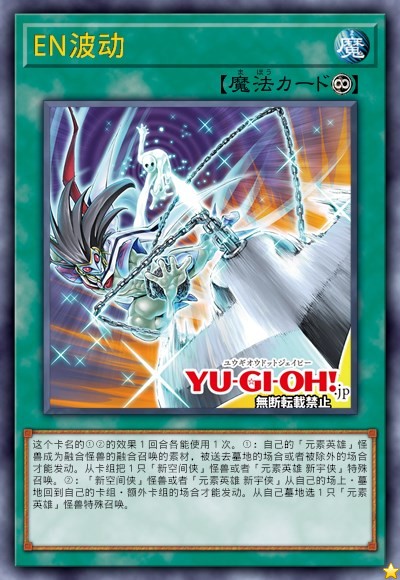 EN波动
魔
まほう
【魔法カード】
ユウギオウドットジェイピー
YU-GI-OH!.jp
無断転載禁止
这个卡名的①②的效果1回合各能使用1次。①：自己的「元素英雄」怪
兽成为融合怪兽的融合召唤的素材，被送去墓地的场合或者被除外的场合
才能发动。从卡组把1只「新空间侠」怪兽或者「元素英雄 新宇侠」特殊
召唤。②：「新空间侠」怪兽或者「元素英雄 新宇侠」从自己的场上·墓
地回到自己的卡组·额外卡组的场合才能发动。从自己墓地选1只「元素
英雄」怪兽特殊召唤。